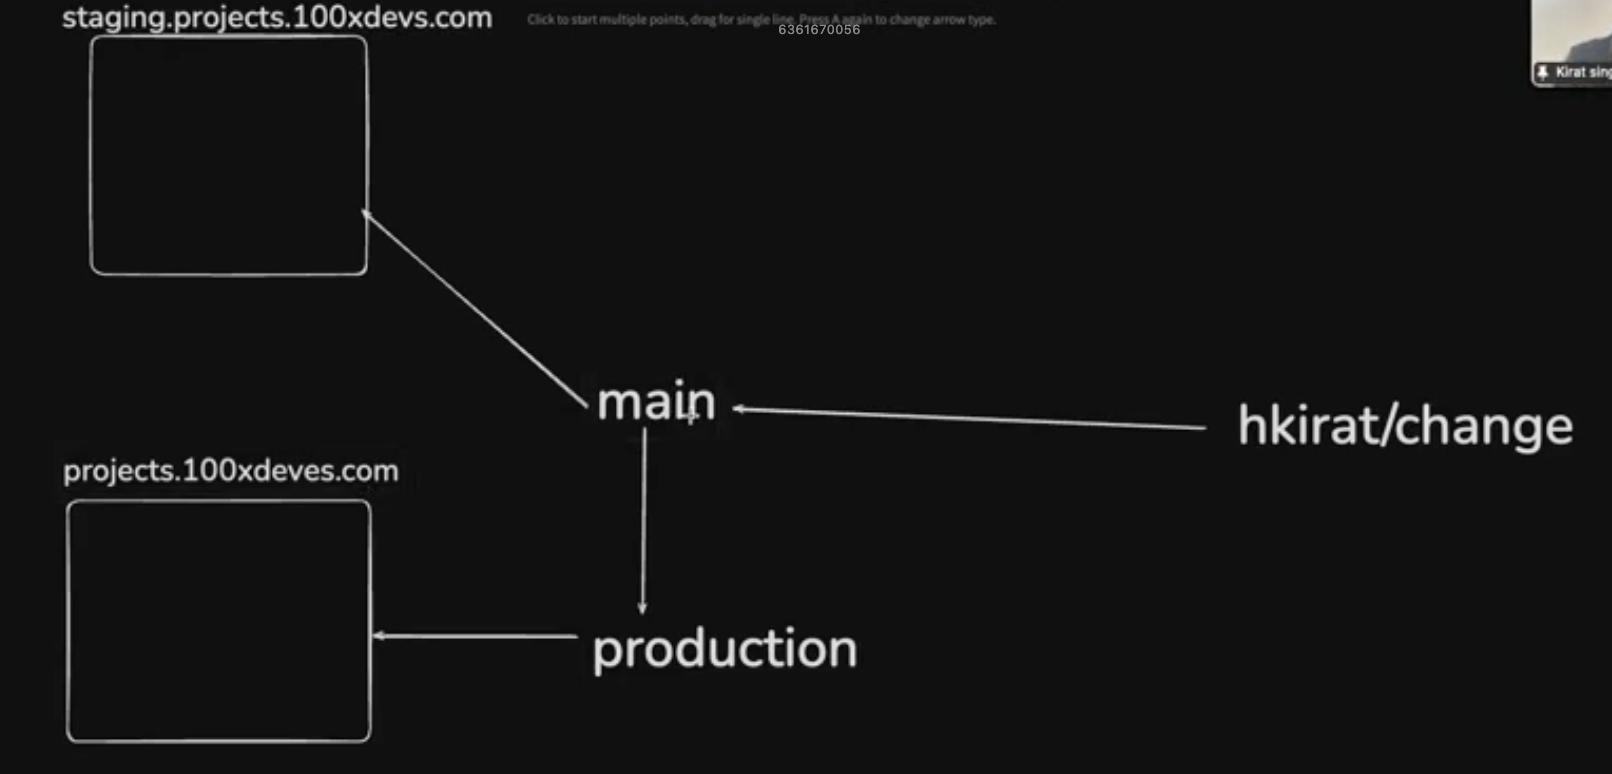 staging.projects.100xdevs.com
Click to start multiple points, drag for single line. Press A again to change arrow type.
6361670056
Kirat sing
main
hkirat/change
projects.100xdeves.com
production